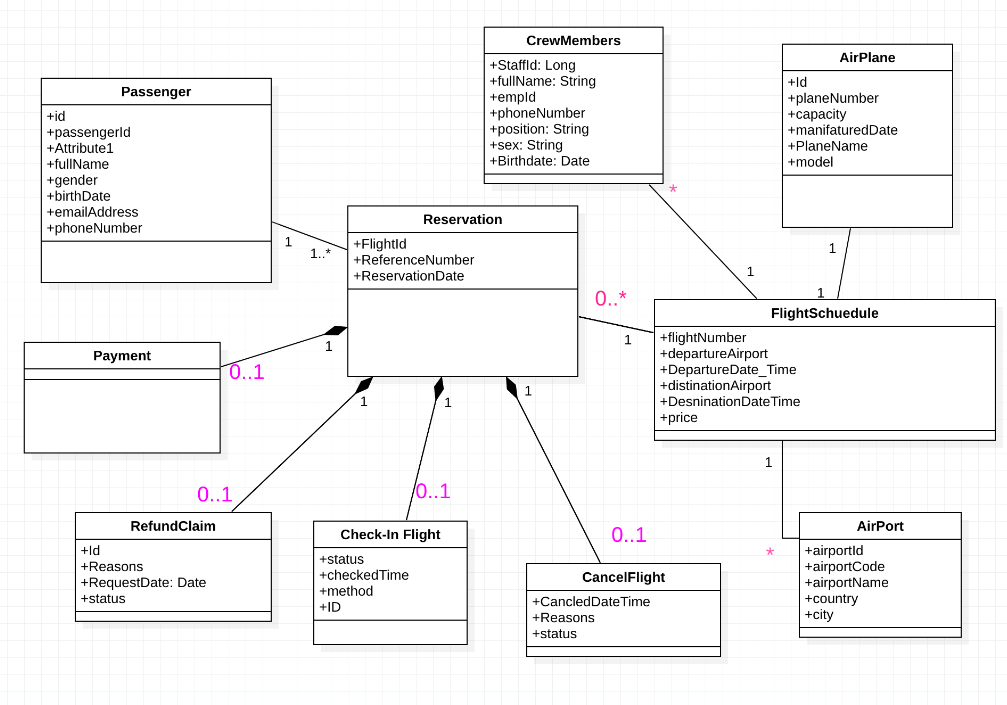 CrewMembers
+StaffId: Long
+fullName: String
+empId
+phoneNumber
+position: String
+sex: String
+Birthdate: Date
*
1
AirPlane
+Id
+planeNumber
+capacity
+manifaturedDate
+PlaneName
+model
1
1
Passenger
+id
+passengerId
+Attribute1
+fullName
+gender
+birthDate
+emailAddress
+phoneNumber
1
1..*
Reservation
+FlightId
+ReferenceNumber
+ReservationDate
0..*
1
FlightSchuedule
+flightNumber
+departureAirport
+DepartureDate_Time
+distinationAirport
+DesninationDateTime
+price
Payment
0..1
1
1
0..1
1
0..1
1
0..1
1
*
RefundClaim
+Id
+Reasons
+RequestDate: Date
+status
Check-In Flight
+status
+checkedTime
+method
+ID
CancelFlight
+CancledDateTime
+Reasons
+status
AirPort
+airportId
+airportCode
+airportName
+country
+city